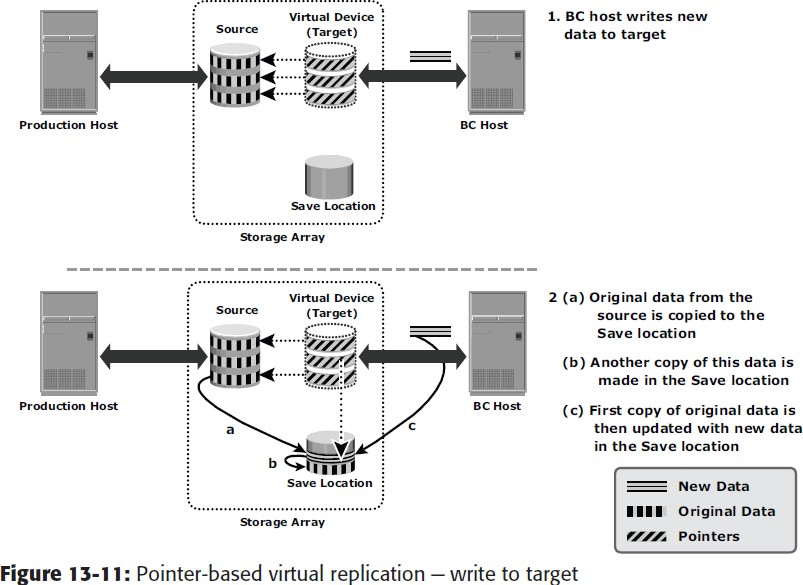 Source
Virtual Device
(Target)
Production Host
BC Host
Save Location
Storage Array
1. BC host writes new
data to target
Source
Virtual Device
(Target)
Production Host
BC Host
a
b
c
Save Location
Storage Array
2 (a) Original data from the
source is copied to the
Save location
(b) Another copy of this data is
made in the Save location
(c) First copy of original data is
then updated with new data
in the Save location
New Data
Original Data
Pointers
Figure 13-11: Pointer-based virtual replication — write to target